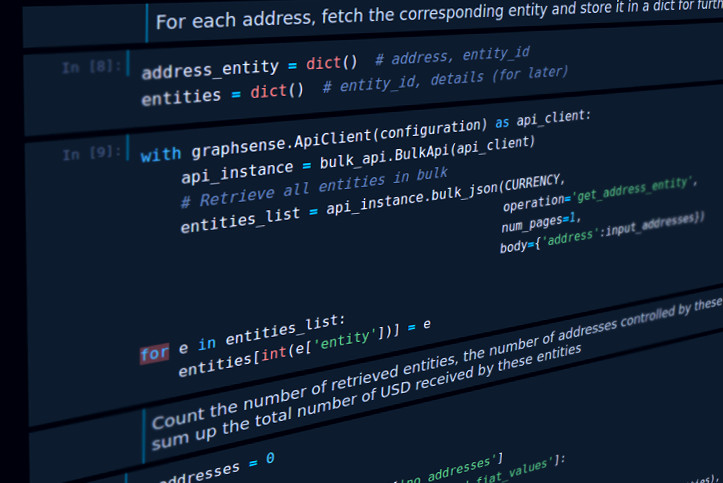 For each address, fetch the corresponding entity and store it in a dict for
In [8]:
address_entity = dict()  # address, entity_id
entities = dict()  # entity_id, details (for later)
In [9]:
with graphsense.ApiClient(configuration) as api_client:
    api_instance = bulk_api.BulkApi(api_client)
    # Retrieve all entities in bulk
    entities_list = api_instance.bulk_json(CURRENCY,
                                           operation='get_address_entity',
                                           num_pages=1,
                                           body={'address':input_addresses})
for e in entities_list:
    entities[int(e['entity'])] = e
Count the number of retrieved entities, the number of addresses controlled by these
sum up the total number of USD received by these entities
addresses = 0
'no_addresses']
fiat_values']: